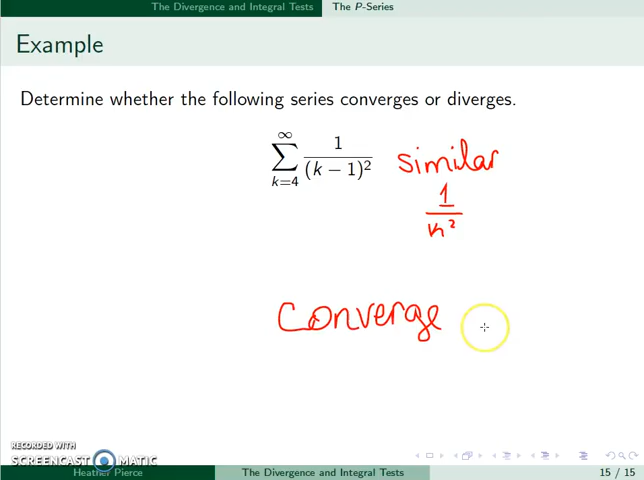 The Divergence and Integral Tests The P-Series
Example
Determine whether the following series converges or diverges.
∞
∑ 1/(k − 1)²
k=4
similar
1
k²
Converge
RECORDED WITH
SCREENCAST MATIC
Heather Pierce The Divergence and Integral Tests 15 / 15